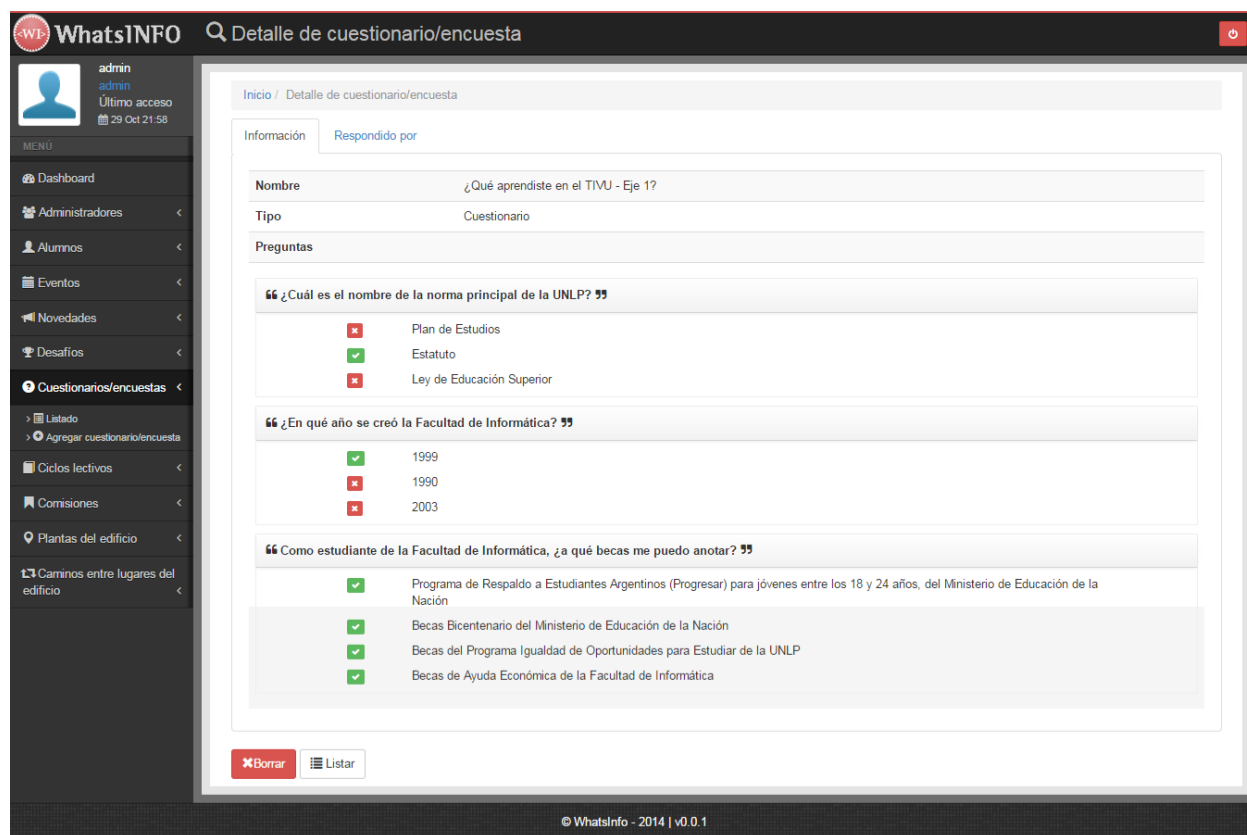 WI WhatsINFO Detalle de cuestionario/encuesta
admin
admin
Último acceso
29 Oct 21:58
MENÚ
Dashboard
Administradores
Alumnos
Eventos
Novedades
Desafíos
Cuestionarios/encuestas
Listado
Agregar cuestionario/encuesta
Ciclos lectivos
Comisiones
Plantas del edificio
Caminos entre lugares del
edificio
Inicio / Detalle de cuestionario/encuesta
Información Respondido por
Nombre ¿Qué aprendiste en el TIVU - Eje 1?
Tipo Cuestionario
Preguntas
❝ ¿Cuál es el nombre de la norma principal de la UNLP? ❞
Plan de Estudios
Estatuto
Ley de Educación Superior
❝ ¿En qué año se creó la Facultad de Informática? ❞
1999
1990
2003
❝ Como estudiante de la Facultad de Informática, ¿a qué becas me puedo anotar? ❞
Programa de Respaldo a Estudiantes Argentinos (Progresar) para jóvenes entre los 18 y 24 años, del Ministerio de Educación de la
Nación
Becas Bicentenario del Ministerio de Educación de la Nación
Becas del Programa Igualdad de Oportunidades para Estudiar de la UNLP
Becas de Ayuda Económica de la Facultad de Informática
Borrar Listar
© WhatsInfo - 2014 | v0.0.1